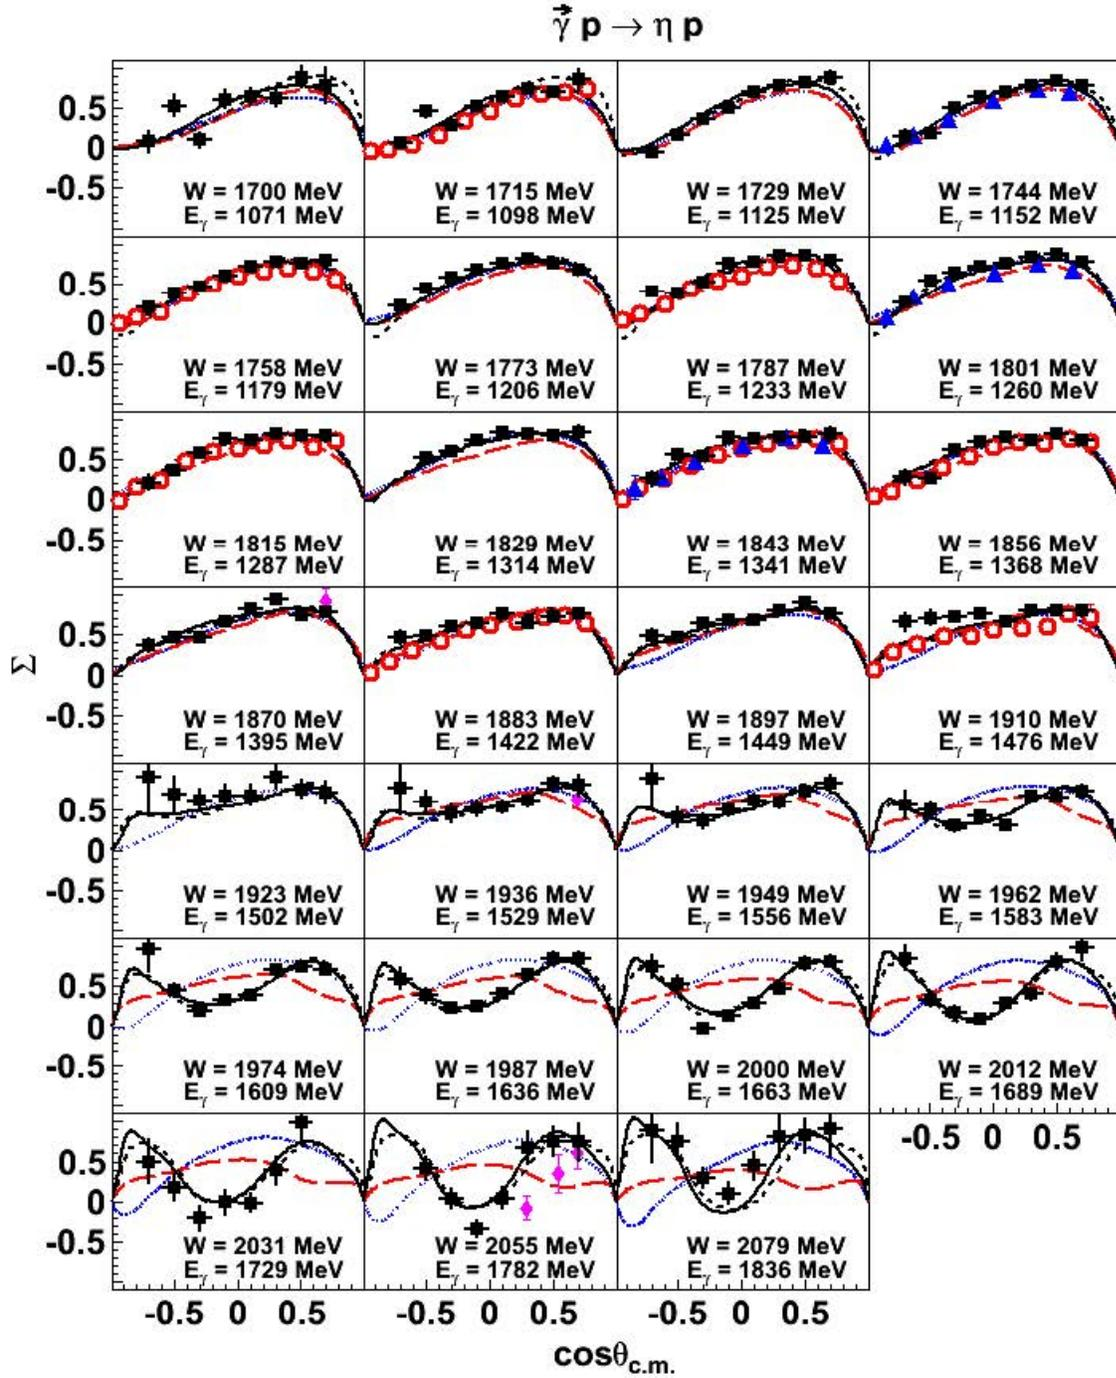 γ⃗ p → η p
0.5
0
-0.5
W = 1700 MeV
Eγ = 1071 MeV
W = 1715 MeV
Eγ = 1098 MeV
W = 1729 MeV
Eγ = 1125 MeV
W = 1744 MeV
Eγ = 1152 MeV
0.5
0
-0.5
W = 1758 MeV
Eγ = 1179 MeV
W = 1773 MeV
Eγ = 1206 MeV
W = 1787 MeV
Eγ = 1233 MeV
W = 1801 MeV
Eγ = 1260 MeV
0.5
0
-0.5
W = 1815 MeV
Eγ = 1287 MeV
W = 1829 MeV
Eγ = 1314 MeV
W = 1843 MeV
Eγ = 1341 MeV
W = 1856 MeV
Eγ = 1368 MeV
Σ
0.5
0
-0.5
W = 1870 MeV
Eγ = 1395 MeV
W = 1883 MeV
Eγ = 1422 MeV
W = 1897 MeV
Eγ = 1449 MeV
W = 1910 MeV
Eγ = 1476 MeV
0.5
0
-0.5
W = 1923 MeV
Eγ = 1502 MeV
W = 1936 MeV
Eγ = 1529 MeV
W = 1949 MeV
Eγ = 1556 MeV
W = 1962 MeV
Eγ = 1583 MeV
0.5
0
-0.5
W = 1974 MeV
Eγ = 1609 MeV
W = 1987 MeV
Eγ = 1636 MeV
W = 2000 MeV
Eγ = 1663 MeV
W = 2012 MeV
Eγ = 1689 MeV
-0.5 0 0.5
0.5
0
-0.5
W = 2031 MeV
Eγ = 1729 MeV
W = 2055 MeV
Eγ = 1782 MeV
W = 2079 MeV
Eγ = 1836 MeV
-0.5 0 0.5 -0.5 0 0.5 -0.5 0 0.5
cosθc.m.